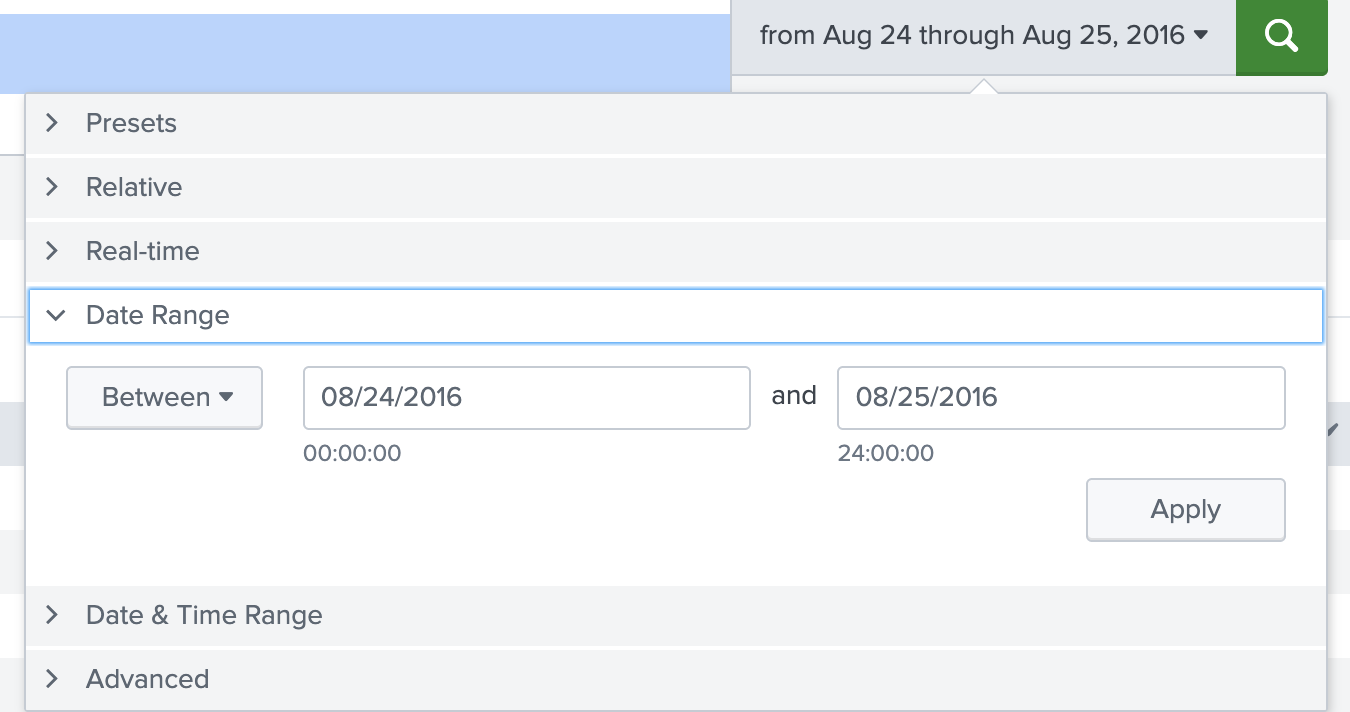 from Aug 24 through Aug 25, 2016
Presets
Relative
Real-time
Date Range
Between 08/24/2016 and 08/25/2016
00:00:00 24:00:00
Apply
Date & Time Range
Advanced